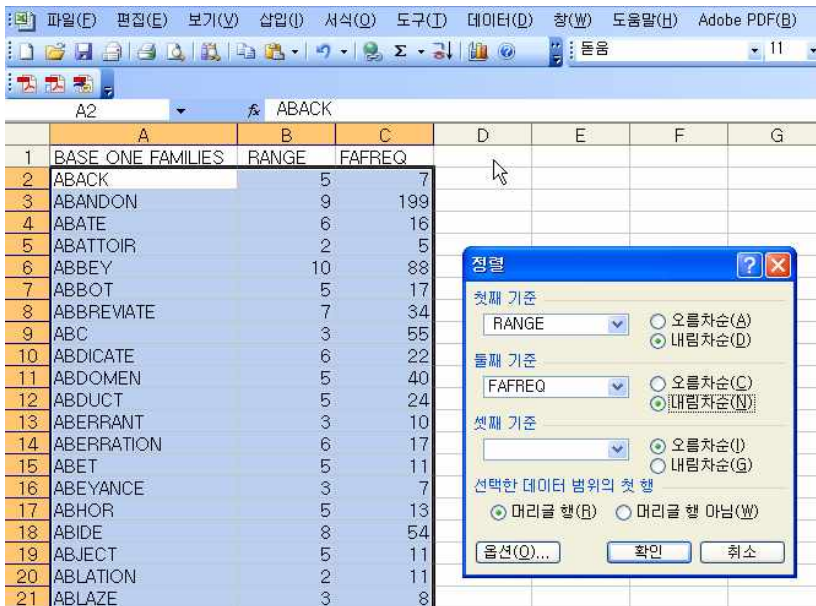 파일(F) 편집(E) 보기(V) 삽입(I) 서식(O) 도구(T) 데이터(D) 창(W) 도움말(H) Adobe PDF(B)
Σ 돋움 11
A2 fx ABACK
A B C D E F G
1 BASE ONE FAMILIES RANGE FAFREQ
2 ABACK 5 7
3 ABANDON 9 199
4 ABATE 6 16
5 ABATTOIR 2 5
6 ABBEY 10 88
7 ABBOT 5 17
8 ABBREVIATE 7 34
9 ABC 3 55
10 ABDICATE 6 22
11 ABDOMEN 5 40
12 ABDUCT 5 24
13 ABERRANT 3 10
14 ABERRATION 6 17
15 ABET 5 11
16 ABEYANCE 3 7
17 ABHOR 5 13
18 ABIDE 8 54
19 ABJECT 5 11
20 ABLATION 2 11
21 ABLAZE 3 8
정렬
첫째 기준
RANGE 오름차순(A)
내림차순(D)
둘째 기준
FAFREQ 오름차순(C)
내림차순(N)
셋째 기준
오름차순(I)
내림차순(G)
선택한 데이터 범위의 첫 행
머리글 행(R) 머리글 행 아님(W)
옵션(O)... 확인 취소